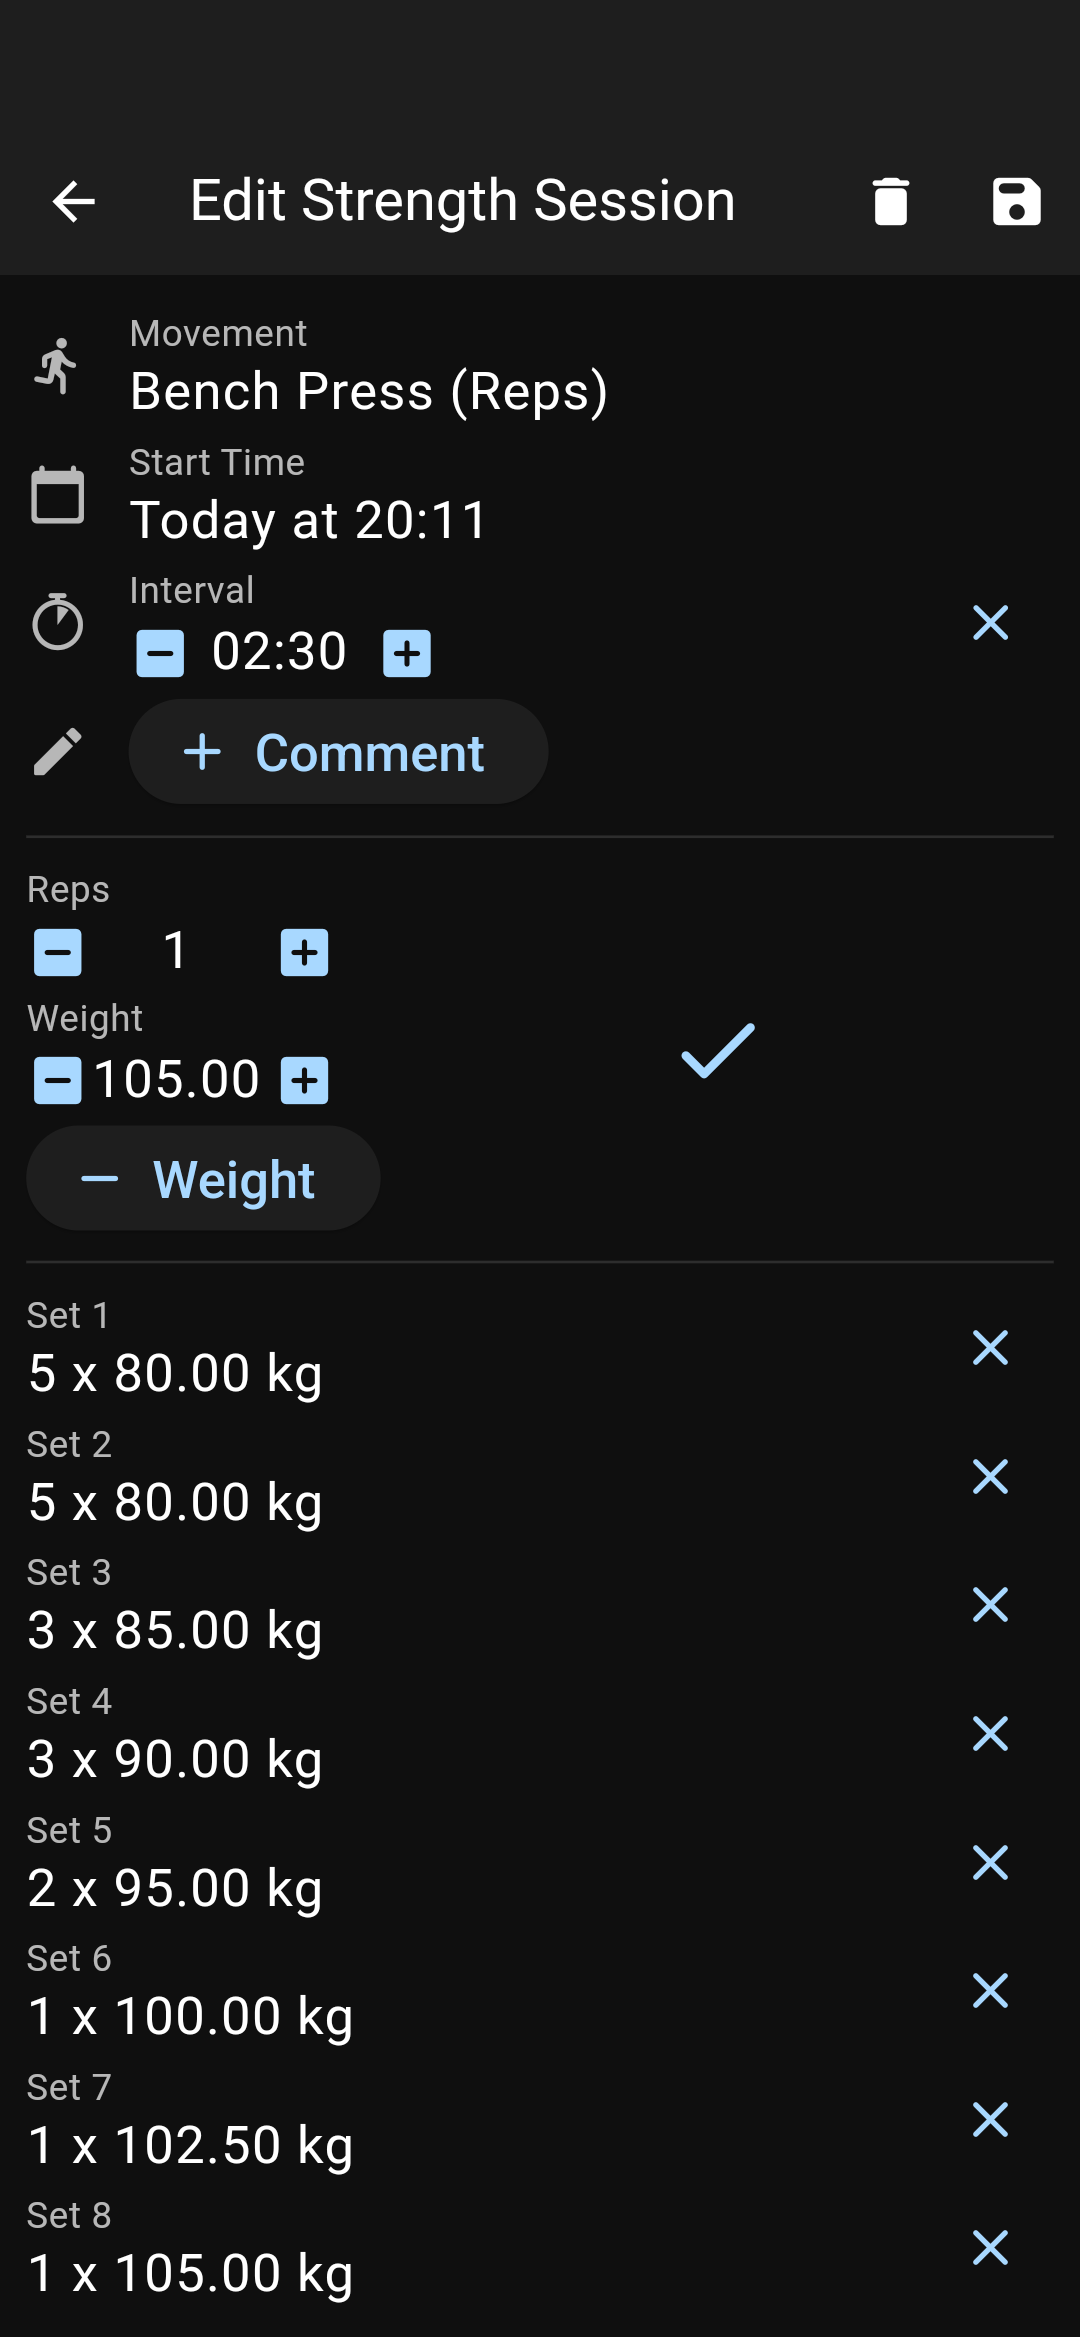 Edit Strength Session
Movement
Bench Press (Reps)
Start Time
Today at 20:11
Interval
02:30
Comment
Reps
1
Weight
105.00
Weight
Set 1
5 x 80.00 kg
Set 2
5 x 80.00 kg
Set 3
3 x 85.00 kg
Set 4
3 x 90.00 kg
Set 5
2 x 95.00 kg
Set 6
1 x 100.00 kg
Set 7
1 x 102.50 kg
Set 8
1 x 105.00 kg